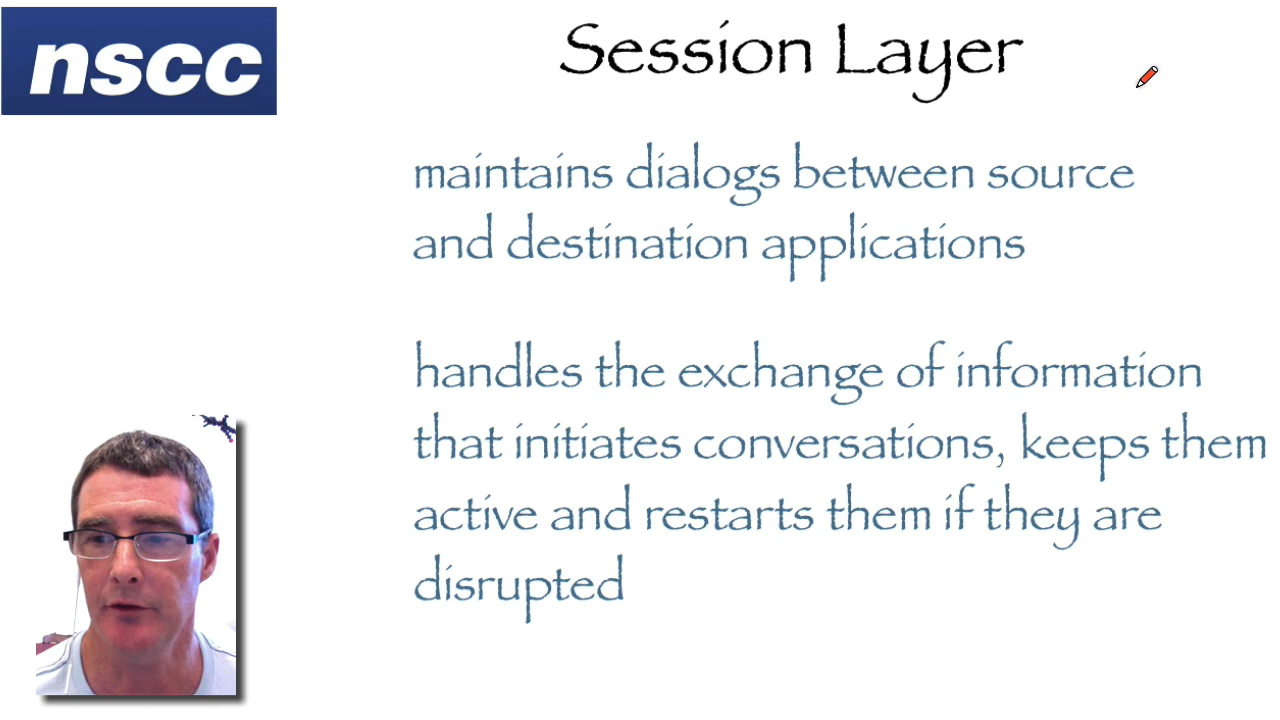 nscc
Session Layer
maintains dialogs between source
and destination applications
handles the exchange of information
that initiates conversations, keeps them
active and restarts them if they are
disrupted